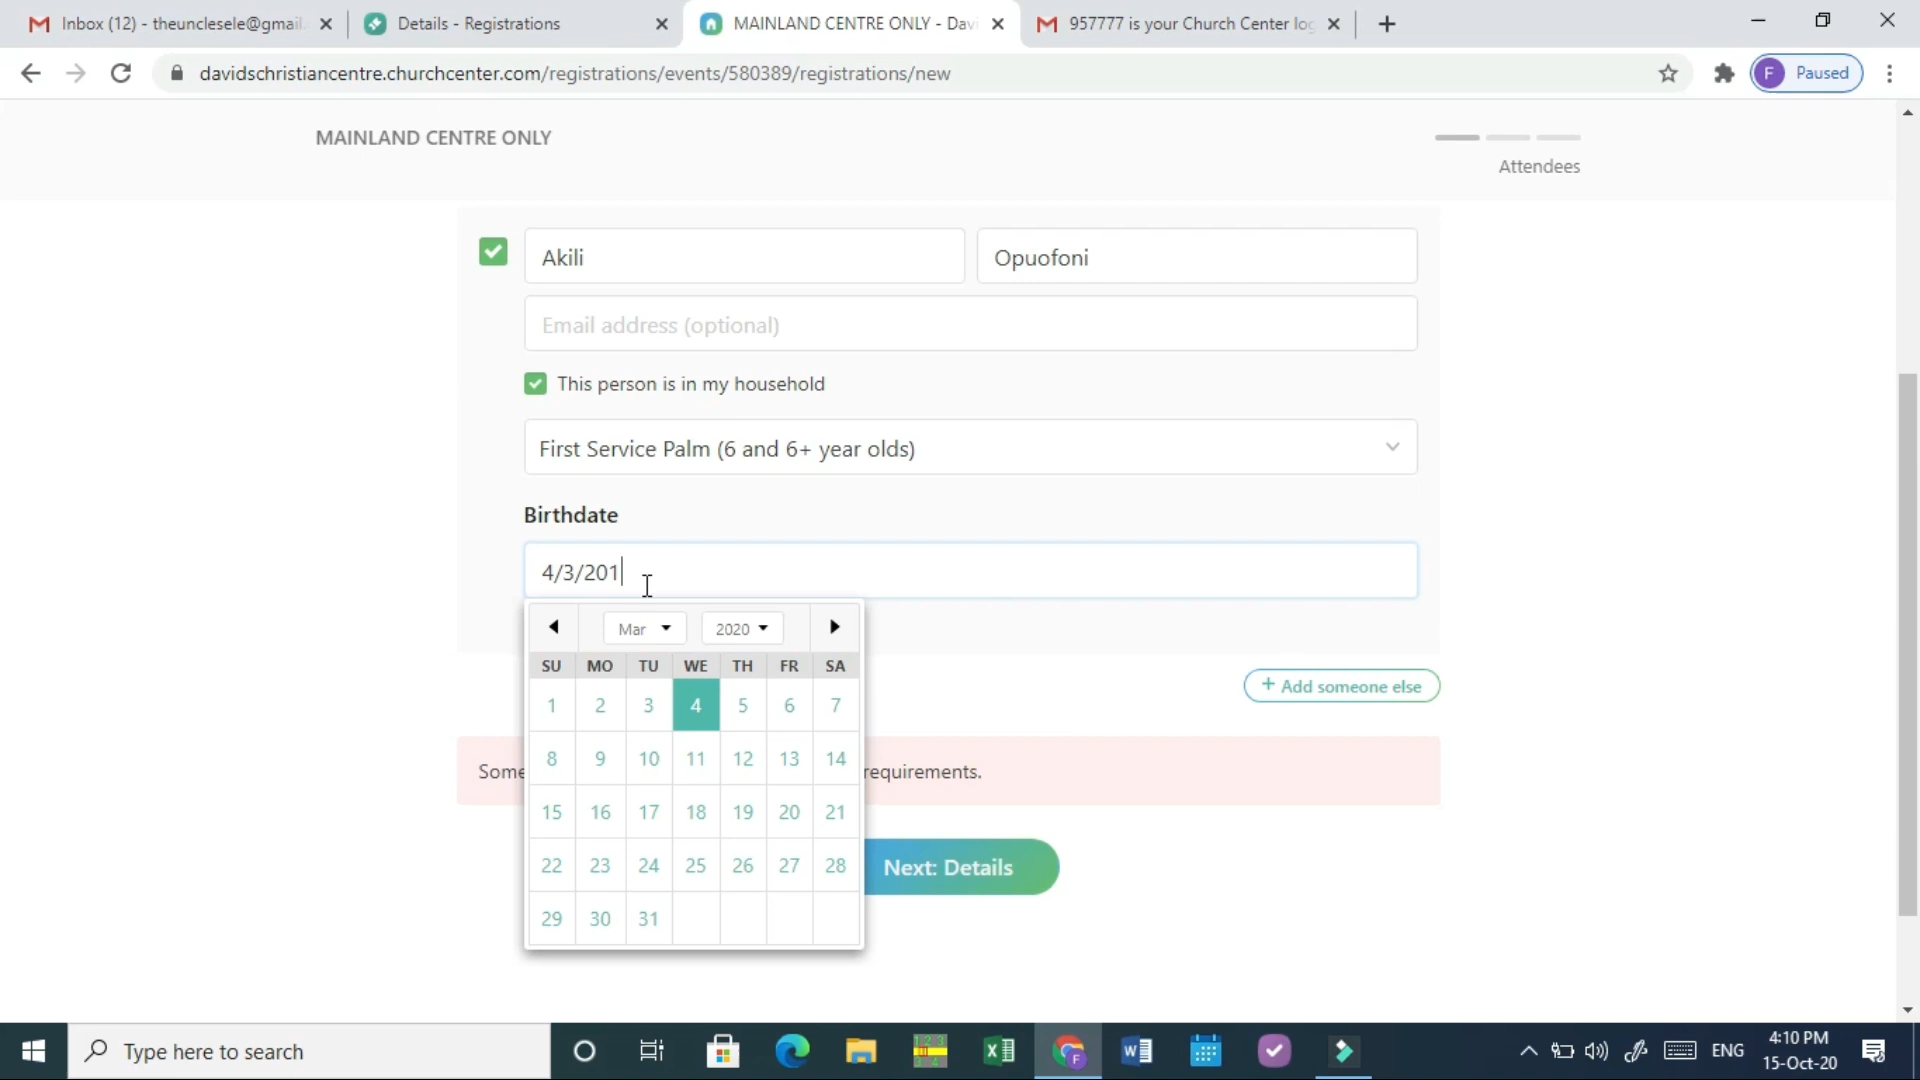 Inbox (12) - theunclesele@gmail.
Details - Registrations
MAINLAND CENTRE ONLY - Davi
957777 is your Church Center log
davidschristiancentre.churchcenter.com/registrations/events/580389/registrations/new
F Paused
MAINLAND CENTRE ONLY
Attendees
Akili
Opuofoni
Email address (optional)
This person is in my household
First Service Palm (6 and 6+ year olds)
Birthdate
4/3/201
Mar 2020
SU MO TU WE TH FR SA
1 2 3 4 5 6 7
+ Add someone else
8 9 10 11 12 13 14
Some requirements.
15 16 17 18 19 20 21
22 23 24 25 26 27 28
Next: Details
29 30 31
Type here to search
ENG
4:10 PM
15-Oct-20